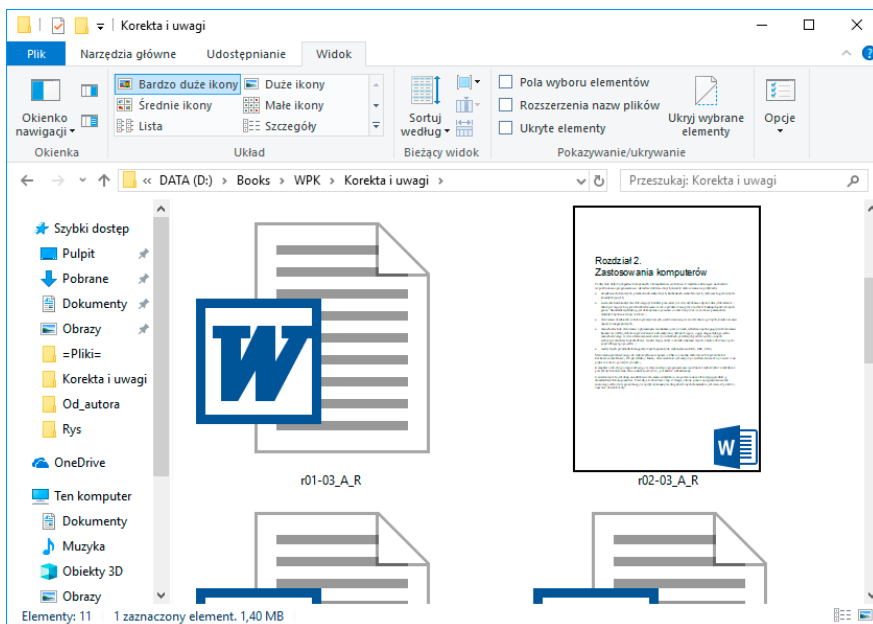 Korekta i uwagi
Plik Narzędzia główne Udostępnianie Widok
Okienko nawigacji
Okienka
Bardzo duże ikony Duże ikony
Średnie ikony Małe ikony
Lista Szczegóły
Układ
Sortuj według
Bieżący widok
Pola wyboru elementów
Rozszerzenia nazw plików
Ukryte elementy
Ukryj wybrane elementy
Pokazywanie/ukrywanie
Opcje
« DATA (D:) > Books > WPK > Korekta i uwagi >
Przeszukaj: Korekta i uwagi
Szybki dostęp
Pulpit
Pobrane
Dokumenty
Obrazy
=Pliki=
Korekta i uwagi
Od_autora
Rys
OneDrive
Ten komputer
Dokumenty
Muzyka
Obiekty 3D
Obrazy
W
r01-03_A_R
Rozdział 2.
Zastosowania komputerów
W
r02-03_A_R
Elementy: 11 1 zaznaczony element. 1,40 MB